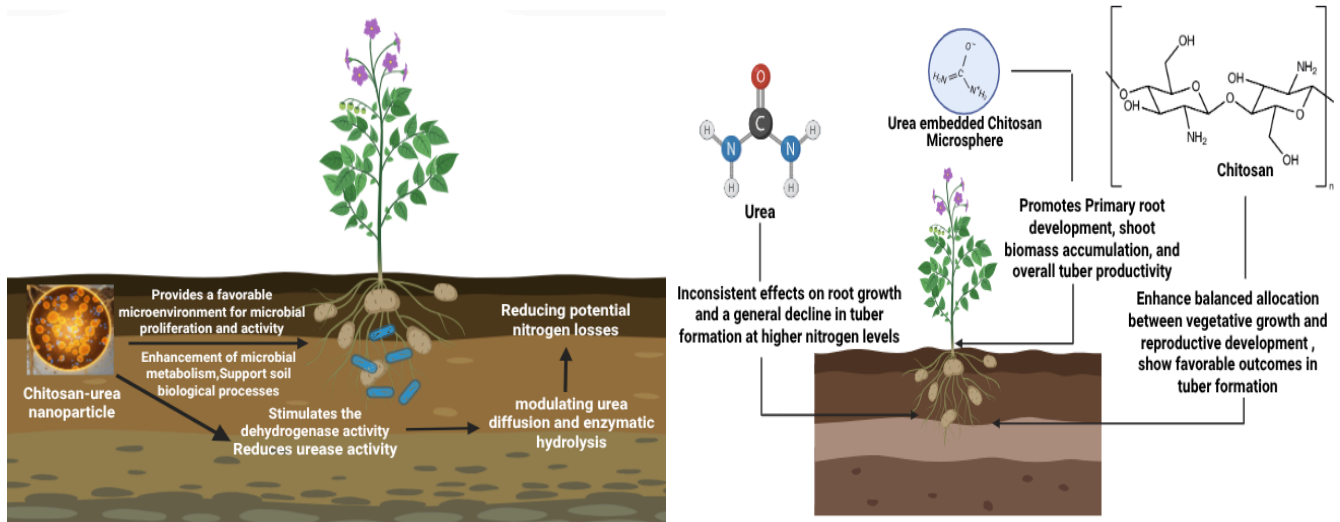 Provides a favorable
microenvironment for microbial
proliferation and activity
Enhancement of microbial
metabolism,Support soil
biological processes
Chitosan-urea
nanoparticle
Stimulates the
dehydrogenase activity
Reduces urease activity
modulating urea
diffusion and enzymatic
hydrolysis
Reducing potential
nitrogen losses
O
C
N
N
H
H
H
H
Urea
Inconsistent effects on root growth
and a general decline in tuber
formation at higher nitrogen levels
O⁻
H₂N=C
N⁺H₂
Urea embedded Chitosan
Microsphere
Promotes Primary root
development, shoot
biomass accumulation, and
overall tuber productivity
OH
O
O
OH
NH₂
O
OH
NH₂
O
OH
n
Chitosan
Enhance balanced allocation
between vegetative growth and
reproductive development ,
show favorable outcomes in
tuber formation